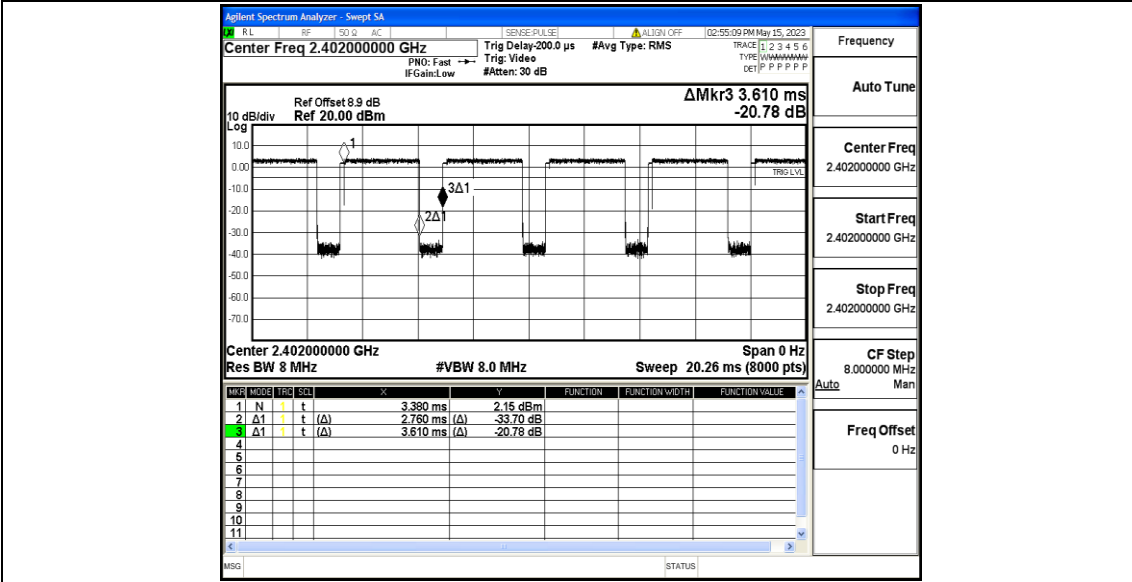 Agilent Spectrum Analyzer - Swept SA
RL RF 50 Ω AC SENSE:PULSE ALIGN OFF 02:55:09 PM May 15, 2023
Center Freq 2.402000000 GHz Trig Delay-200.0 µs #Avg Type: RMS TRACE 1 2 3 4 5 6
PNO: Fast Trig: Video TYPE WWWWWW
IFGain:Low #Atten: 30 dB DET P P P P P P
ΔMkr3 3.610 ms
-20.78 dB
Ref Offset 8.9 dB
10 dB/div Ref 20.00 dBm
Log
10.0
0.00
-10.0
-20.0
-30.0
-40.0
-50.0
-60.0
-70.0
1
TRIG LVL
3Δ1
2Δ1
Center 2.402000000 GHz Span 0 Hz
Res BW 8 MHz #VBW 8.0 MHz Sweep 20.26 ms (8000 pts)
MKR MODE TRC SCL X Y FUNCTION FUNCTION WIDTH FUNCTION VALUE
1 N t 3.380 ms 2.15 dBm
2 Δ1 t (Δ) 2.760 ms (Δ) -33.70 dB
3 Δ1 t (Δ) 3.610 ms (Δ) -20.78 dB
4
5
6
7
8
9
10
11
MSG STATUS
Frequency
Auto Tune
Center Freq
2.402000000 GHz
Start Freq
2.402000000 GHz
Stop Freq
2.402000000 GHz
CF Step
8.000000 MHz
Auto Man
Freq Offset
0 Hz